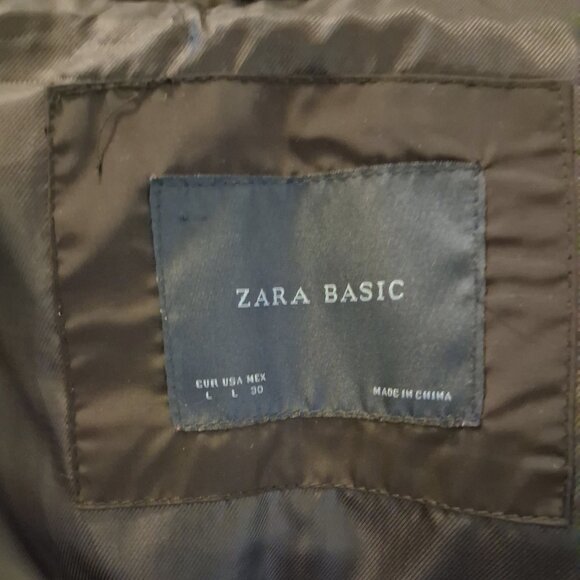 ZARA BASIC
EUR USA MEX
L L 30
MADE IN CHINA